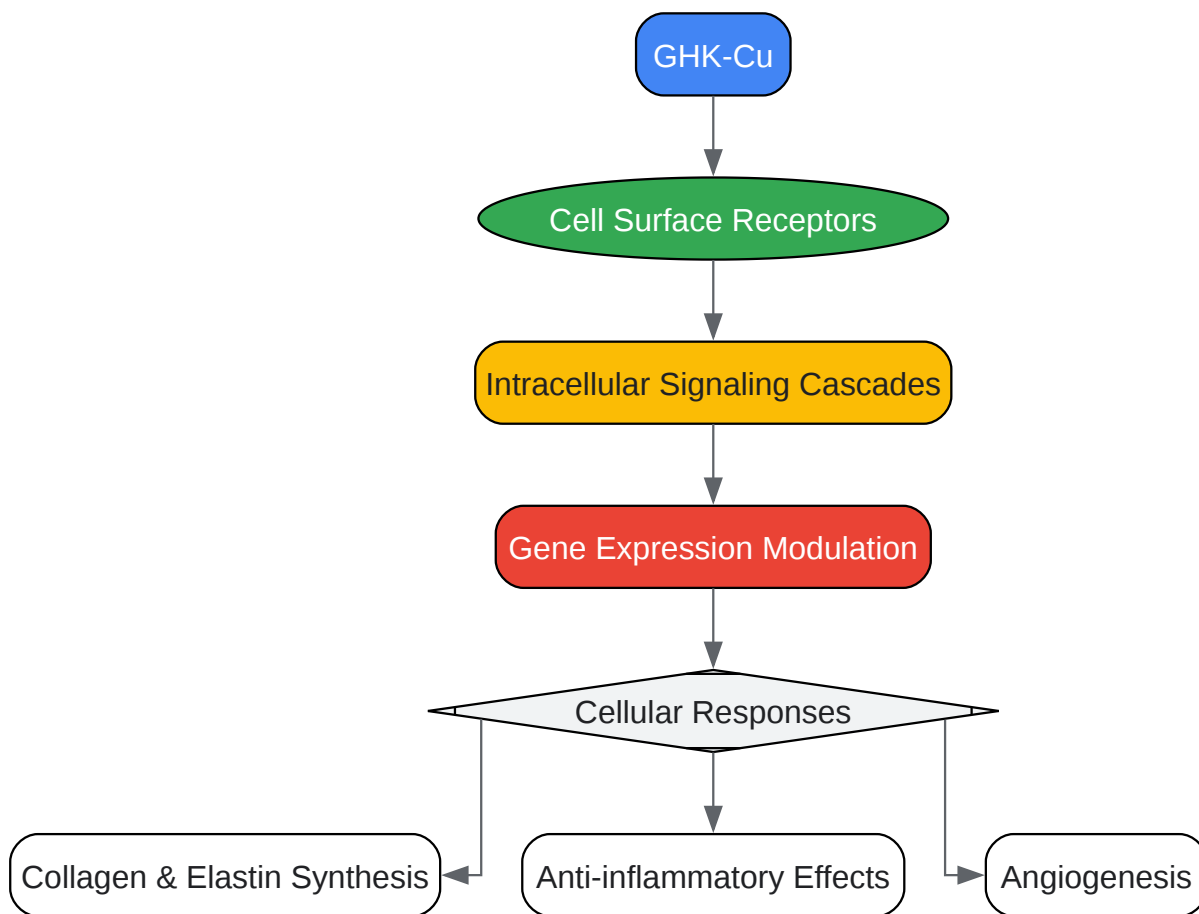 GHK-Cu
Cell Surface Receptors
Intracellular Signaling Cascades
Gene Expression Modulation
Cellular Responses
Collagen & Elastin Synthesis
Anti-inflammatory Effects
Angiogenesis